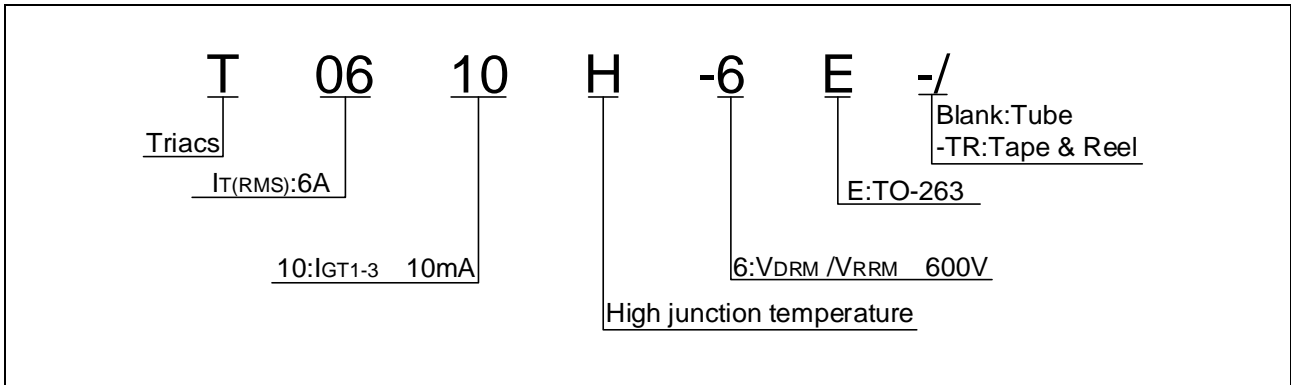 T 06 10 H -6 E -/
Blank:Tube
Triacs
-TR:Tape & Reel
IT(RMS):6A
E:TO-263
10:IGT1-3 10mA
6:VDRM /VRRM 600V
High junction temperature